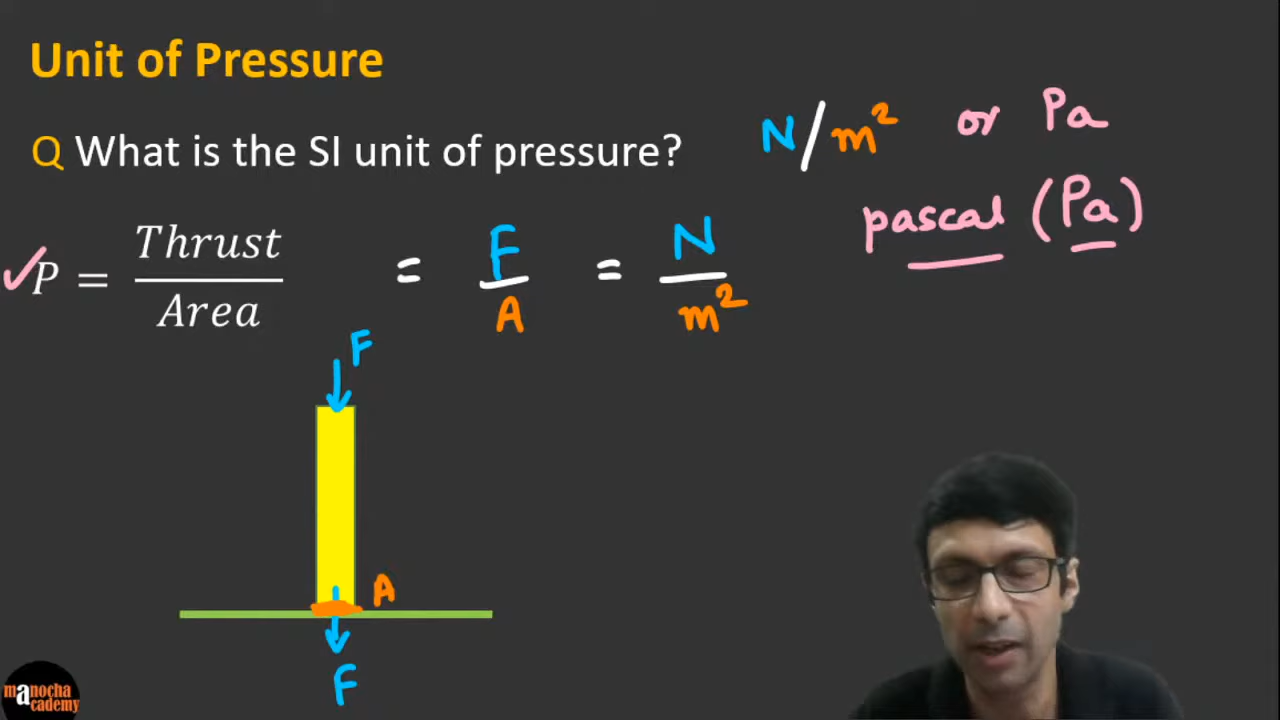 Unit of Pressure
Q What is the SI unit of pressure?
N/m² or Pa
pascal (Pa)
P = Thrust/Area = F/A = N/m²
F
A
F
manocha
academy